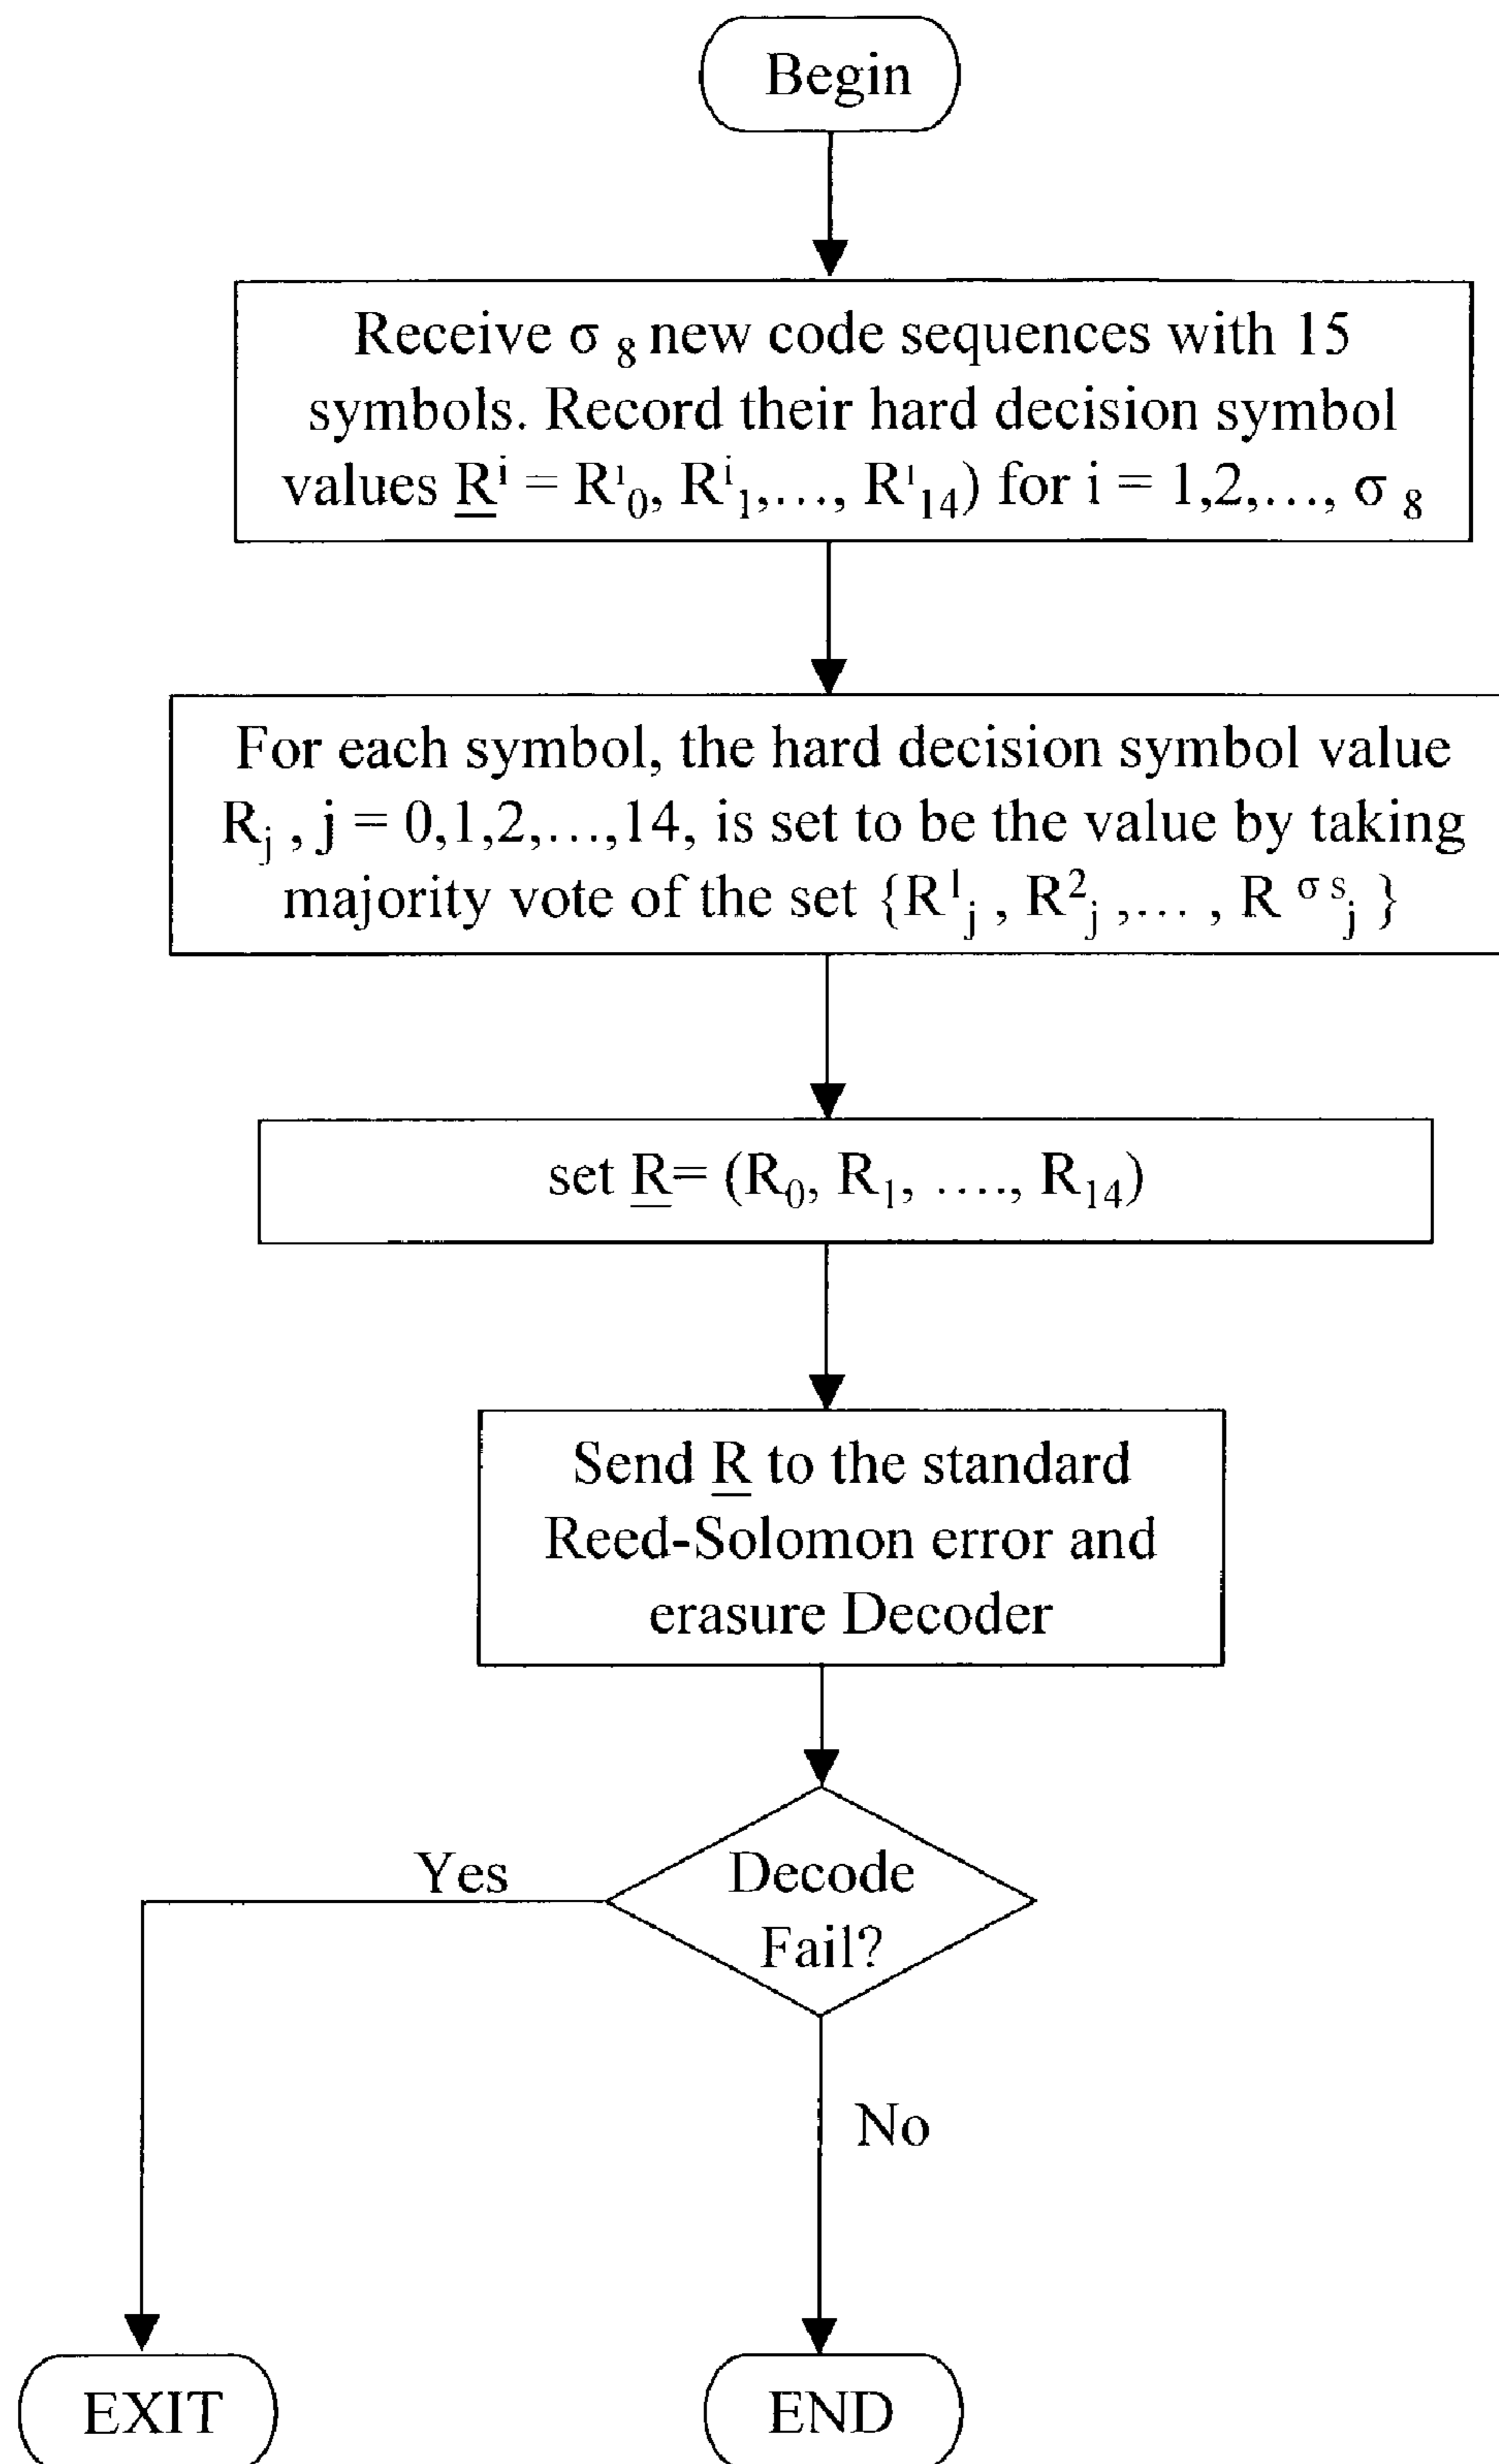 Begin
Receive σ 8 new code sequences with 15
symbols. Record their hard decision symbol
values R^i = R^i_0, R^i_1,…, R^i_14) for i = 1,2,…, σ 8
For each symbol, the hard decision symbol value
R_j , j = 0,1,2,…,14, is set to be the value by taking
majority vote of the set {R^1_j , R^2_j ,… , R^σ s_j }
set R= (R_0, R_1, …., R_14)
Send R to the standard
Reed-Solomon error and
erasure Decoder
Yes
Decode
Fail?
No
EXIT
END